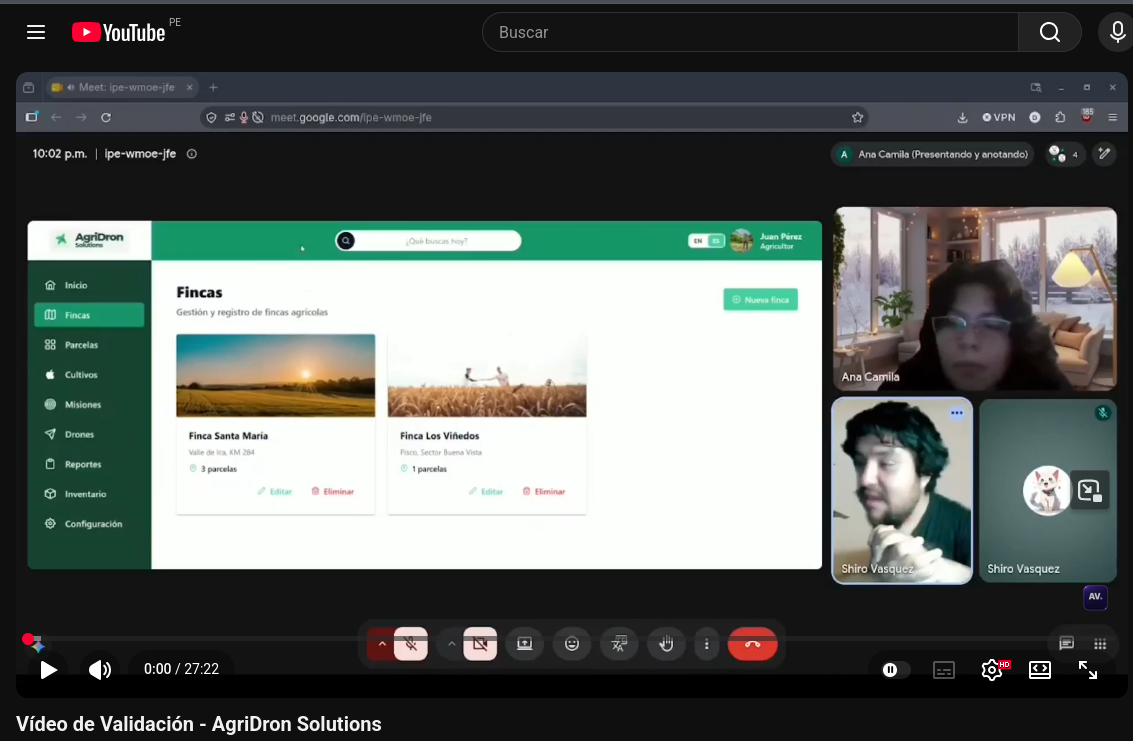 YouTube PE
Buscar
Meet: ipe-wmoe-jfe
meet.google.com/ipe-wmoe-jfe
VPN
185
10:02 p.m. | ipe-wmoe-jfe
A Ana Camila (Presentando y anotando)
4
AgriDron
Solutions
¿Qué buscas hoy?
EN ES
Juan Pérez
Agricultor
Inicio
Fincas
Parcelas
Cultivos
Misiones
Drones
Reportes
Inventario
Configuración
Fincas
Gestión y registro de fincas agrícolas
Nueva finca
Finca Santa María
Valle de Ica, KM 284
3 parcelas
Editar Eliminar
Finca Los Viñedos
Pisco, Sector Buena Vista
1 parcelas
Editar Eliminar
Ana Camila
Shiro Vasquez
Shiro Vasquez
AV.
0:00 / 27:22
HD
Vídeo de Validación - AgriDron Solutions